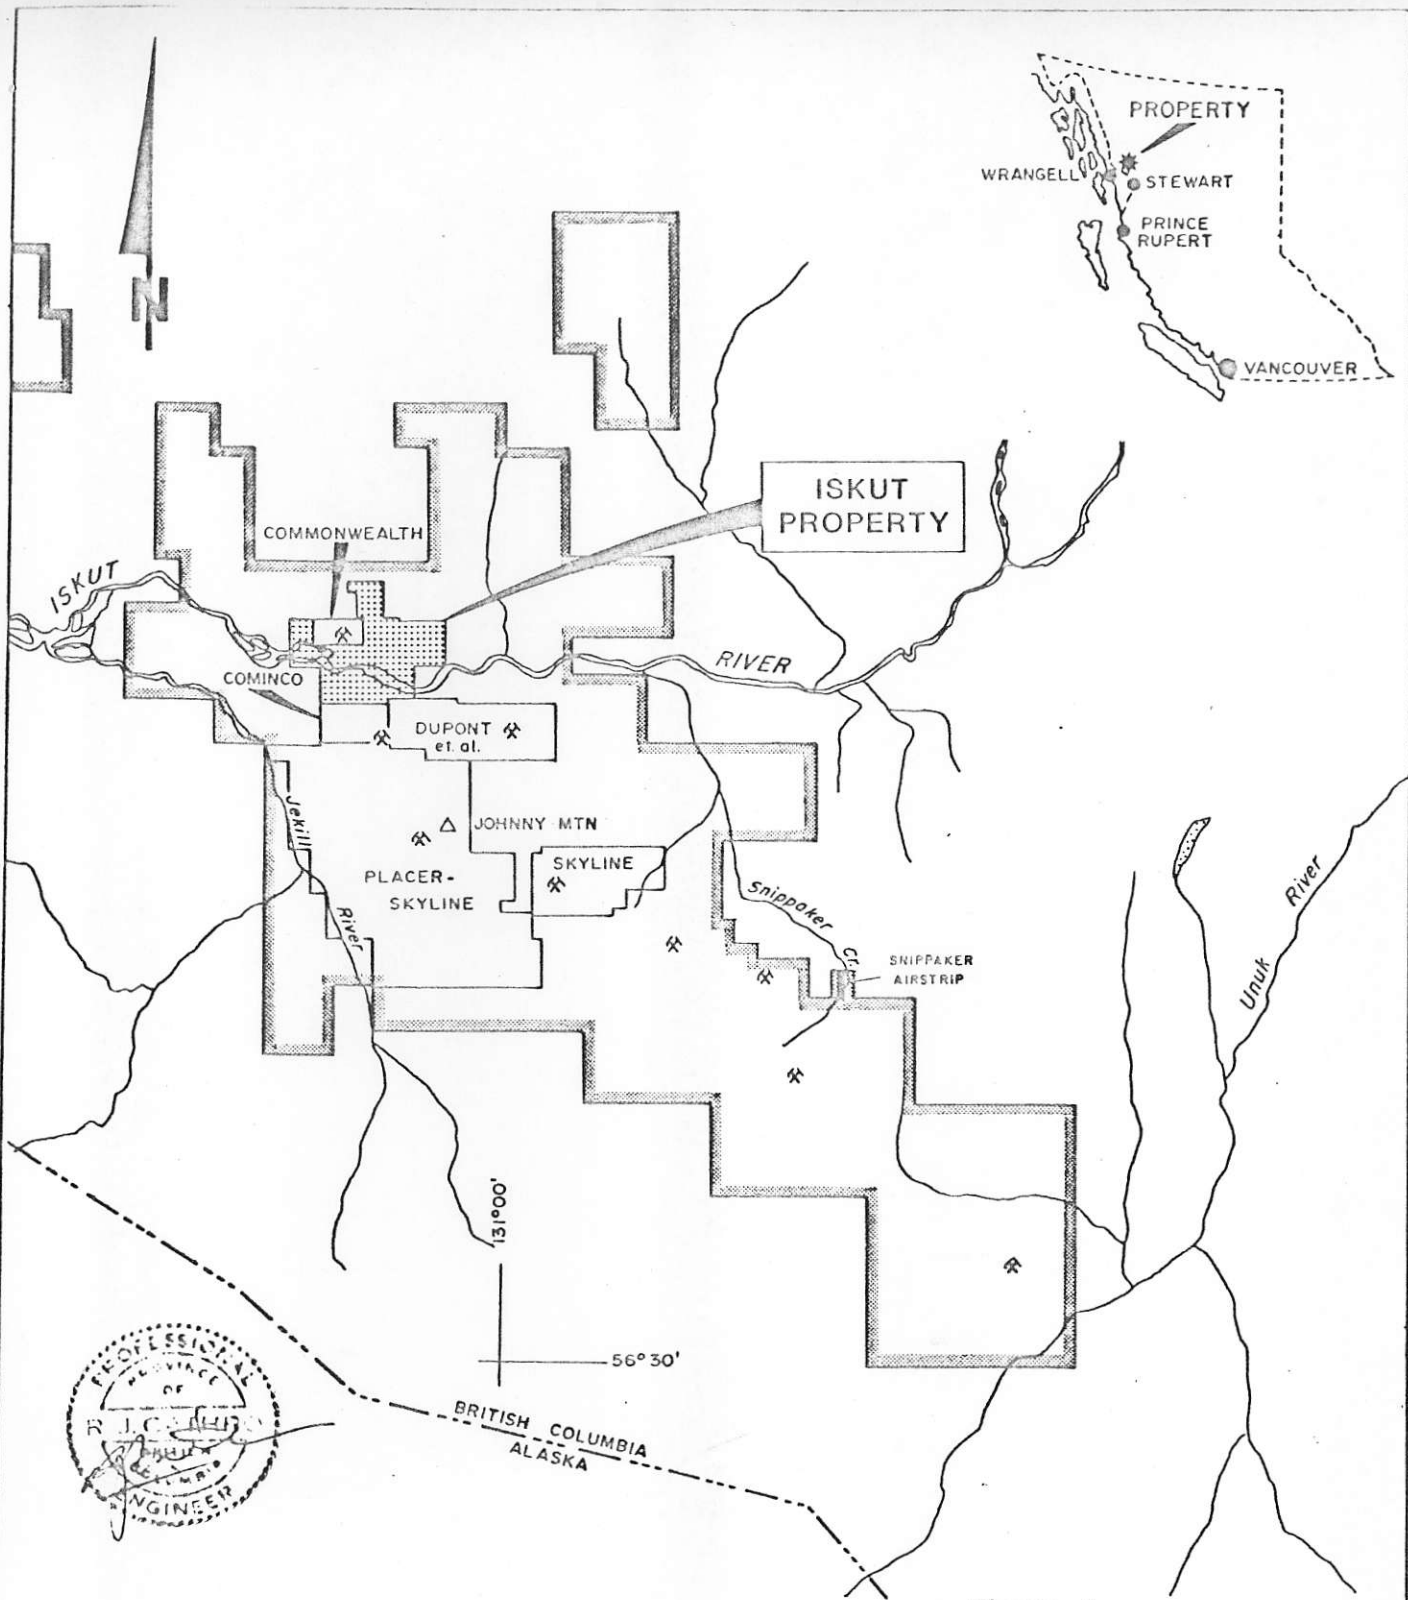 N
PROPERTY
WRANGELL
STEWART
PRINCE
RUPERT
VANCOUVER
ISKUT
PROPERTY
COMMONWEALTH
ISKUT
RIVER
COMINCO
DUPONT
et. al.
JOHNNY MTN
Jekill
River
PLACER-
SKYLINE
SKYLINE
Snippaker
Cr.
SNIPPAKER
AIRSTRIP
Unuk
River
131°00'
56°30'
BRITISH COLUMBIA
ALASKA
PROFESSIONAL
PROVINCE
OF
BRITISH
COLUMBIA
ENGINEER